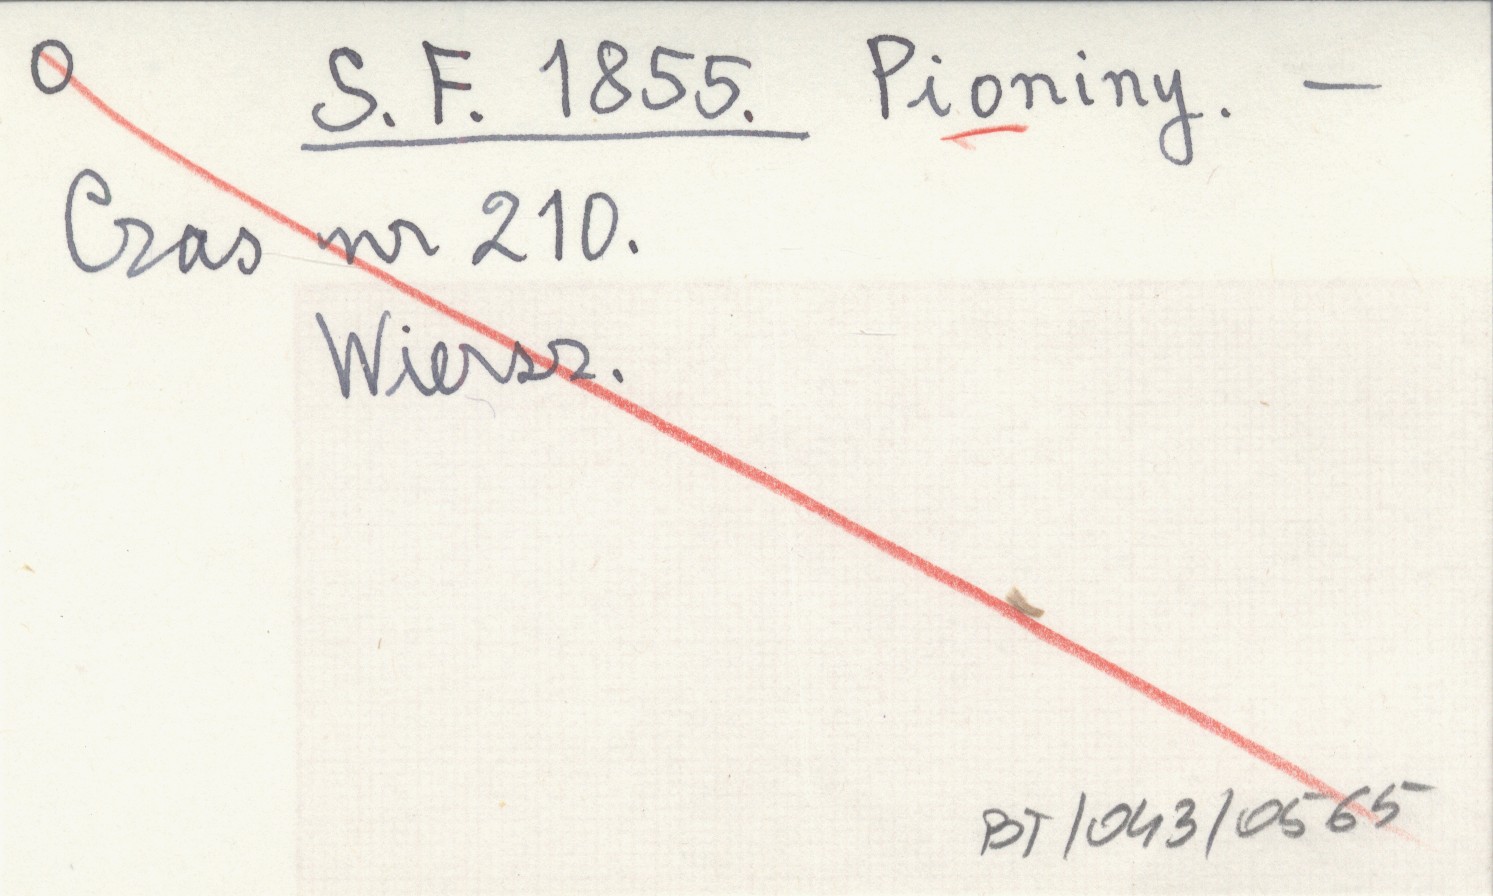 O S. F. 1855. Pioniny. —
Czas nr 210.
Wiersz.
BT/043/0565